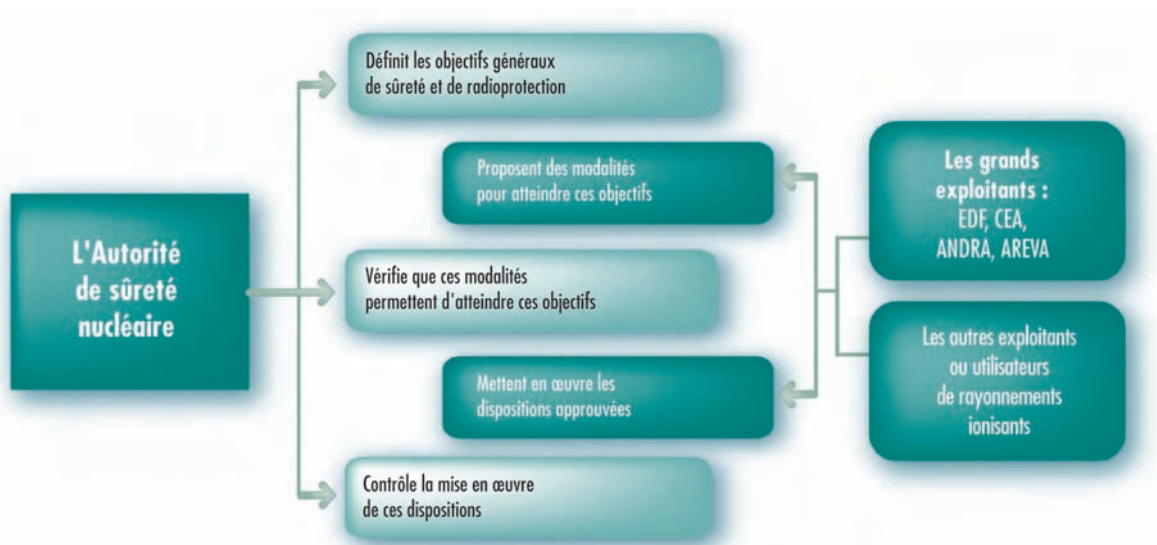 Définit les objectifs généraux
de sûreté et de radioprotection
Proposent des modalités
pour atteindre ces objectifs
Les grands
exploitants :
EDF, CEA,
ANDRA, AREVA
L'Autorité
de sûreté
nucléaire
Vérifie que ces modalités
permettent d'atteindre ces objectifs
Les autres exploitants
ou utilisateurs
de rayonnements
ionisants
Mettent en œuvre les
dispositions approuvées
Contrôle la mise en œuvre
de ces dispositions